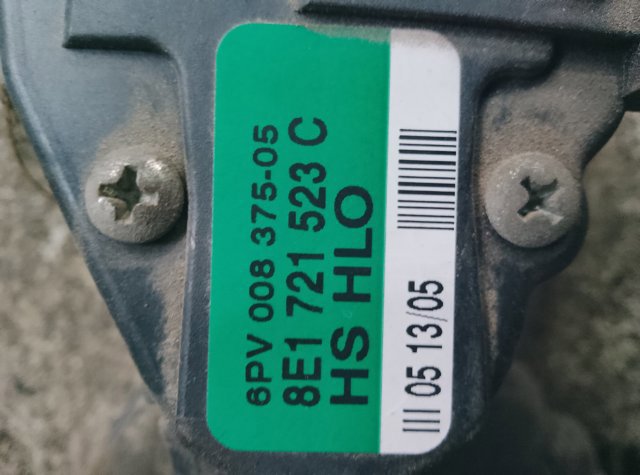 6PV 008 375-05
8E1 721 523 C
HS HLO
||| 05 13/05